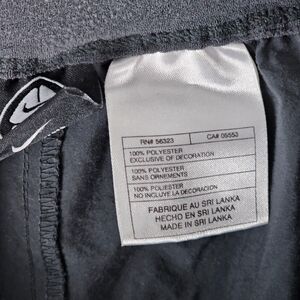 RN# 56323 CA# 05553
100% POLYESTER
EXCLUSIVE OF DECORATION
100% POLYESTER
SANS ORNEMENTS
100% POLIESTER
NO INCLUYE LA DECORACION
FABRIQUE AU SRI LANKA
HECHO EN SRI LANKA
MADE IN SRI LANKA